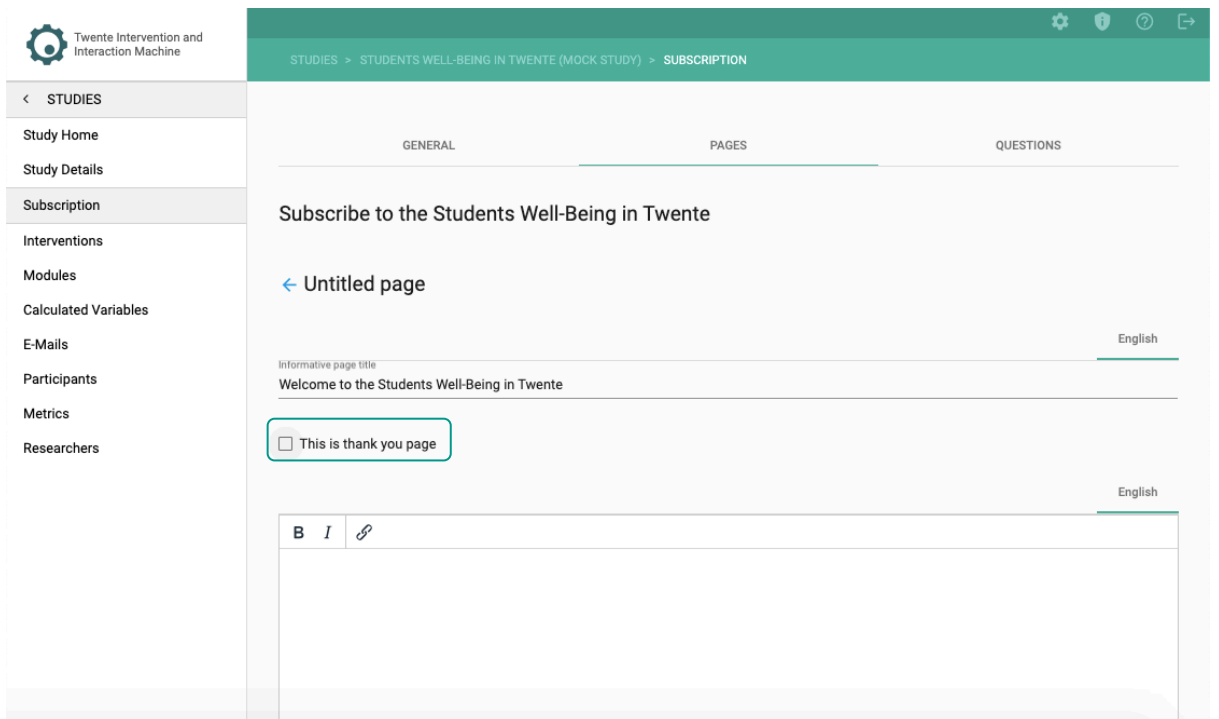 Twente Intervention and
Interaction Machine
STUDIES > STUDENTS WELL-BEING IN TWENTE (MOCK STUDY) > SUBSCRIPTION
< STUDIES
Study Home
Study Details
Subscription
Interventions
Modules
Calculated Variables
E-Mails
Participants
Metrics
Researchers
GENERAL PAGES QUESTIONS
Subscribe to the Students Well-Being in Twente
← Untitled page
English
Informative page title
Welcome to the Students Well-Being in Twente
This is thank you page
English
B I